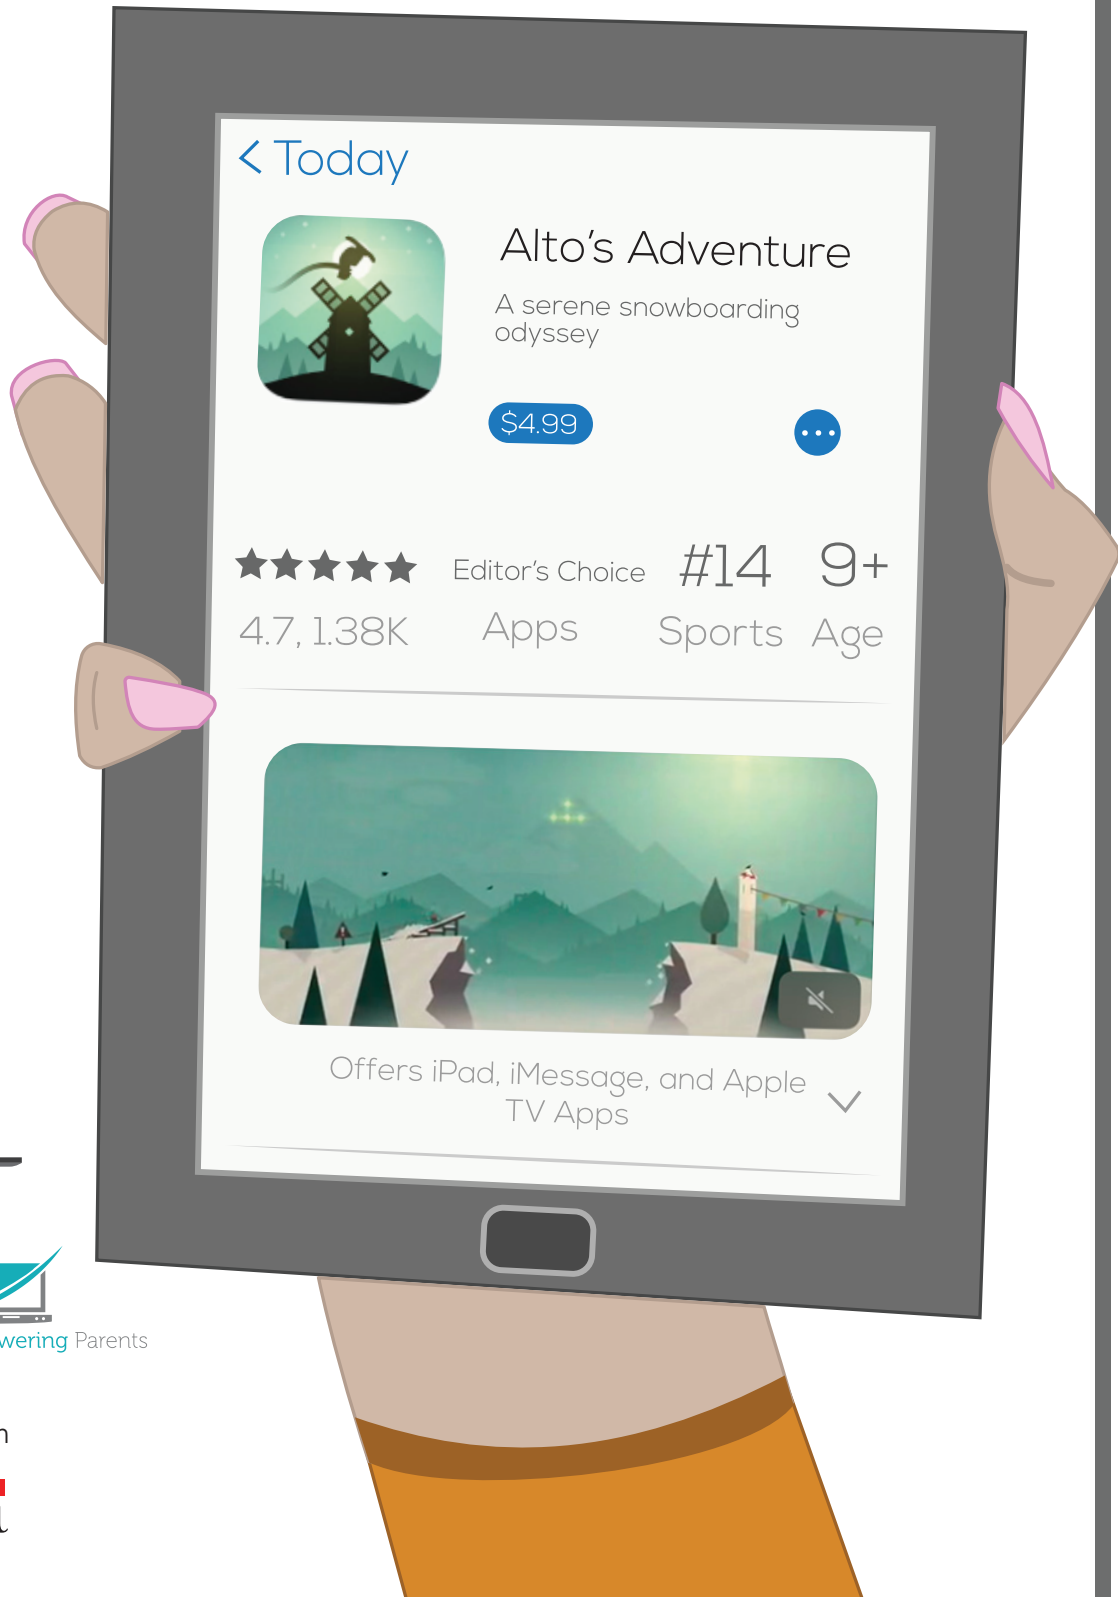 Today
Alto's Adventure
A serene snowboarding
odyssey
$4.99
Editor's Choice
#14
9+
4.7, 1.38K
Apps
Sports
Age
Offers iPad, iMessage, and Apple
TV Apps
wering Parents